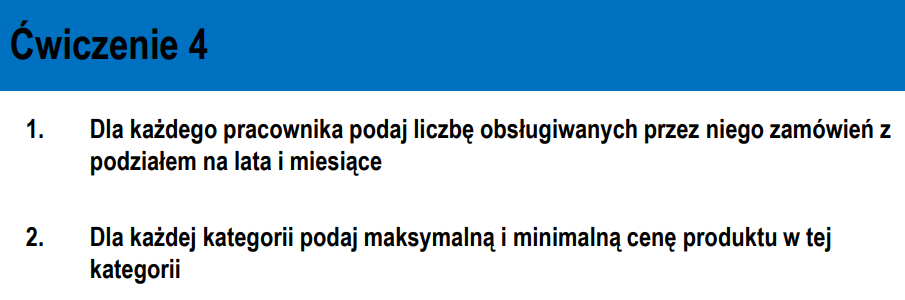 Ćwiczenie 4
1. Dla każdego pracownika podaj liczbę obsługiwanych przez niego zamówień z
podziałem na lata i miesiące
2. Dla każdej kategorii podaj maksymalną i minimalną cenę produktu w tej
kategorii